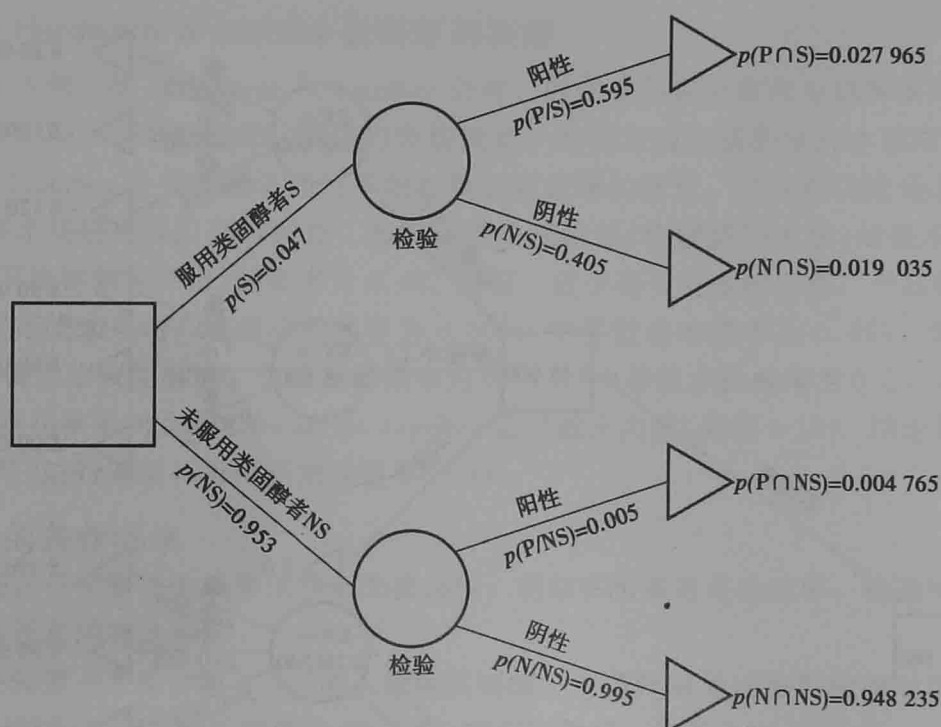 阳性
p(P/S)=0.595
p(P∩S)=0.027 965
服用类固醇者S
p(S)=0.047
检验
阴性
p(N/S)=0.405
p(N∩S)=0.019 035
未服用类固醇者NS
p(NS)=0.953
阳性
p(P/NS)=0.005
p(P∩NS)=0.004 765
检验
阴性
p(N/NS)=0.995
p(N∩NS)=0.948 235